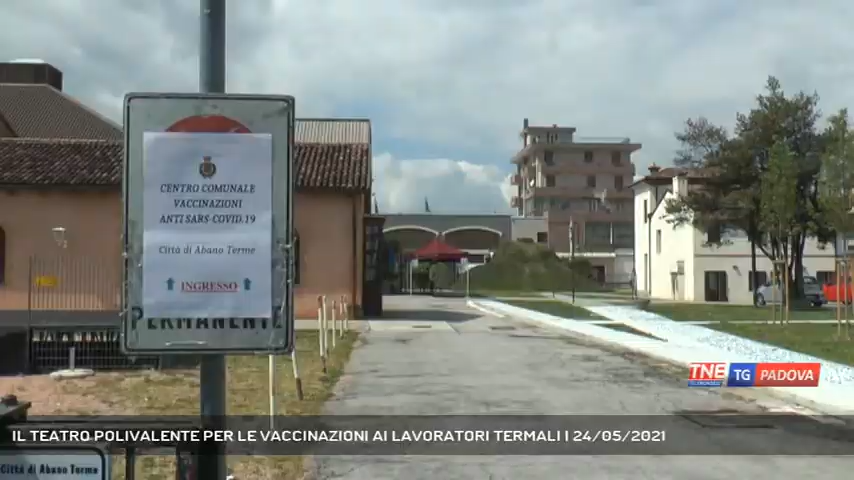 CENTRO COMUNALE
VACCINAZIONI
ANTI SARS-COVID.19
Città di Abano Terme
INGRESSO
PERMANENTE
TNE
TG PADOVA
IL TEATRO POLIVALENTE PER LE VACCINAZIONI AI LAVORATORI TERMALI | 24/05/2021
Città di Abano Terme